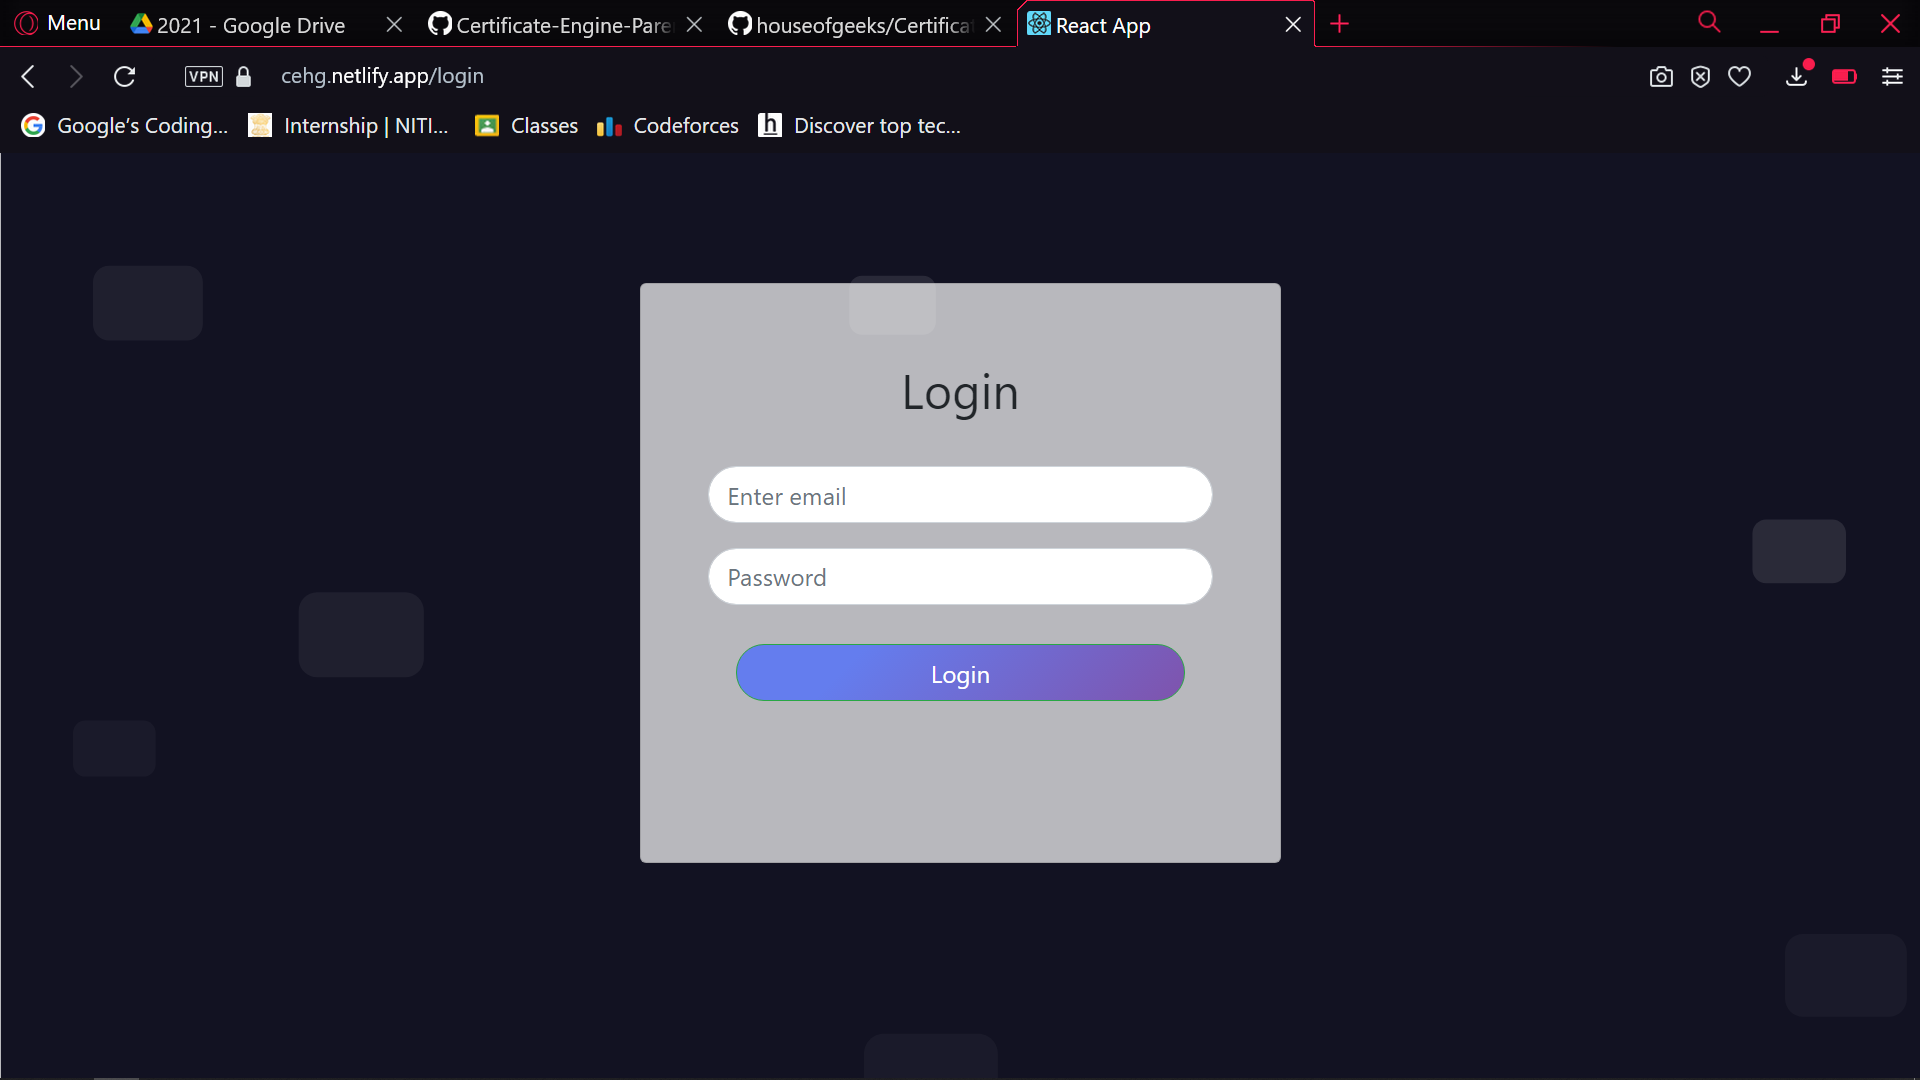 Menu
2021 - Google Drive
Certificate-Engine-Pare
houseofgeeks/Certificat
React App
VPN
cehg.netlify.app/login
Google’s Coding...
Internship | NITI...
Classes
Codeforces
h
Discover top tec...
Login
Enter email
Password
Login